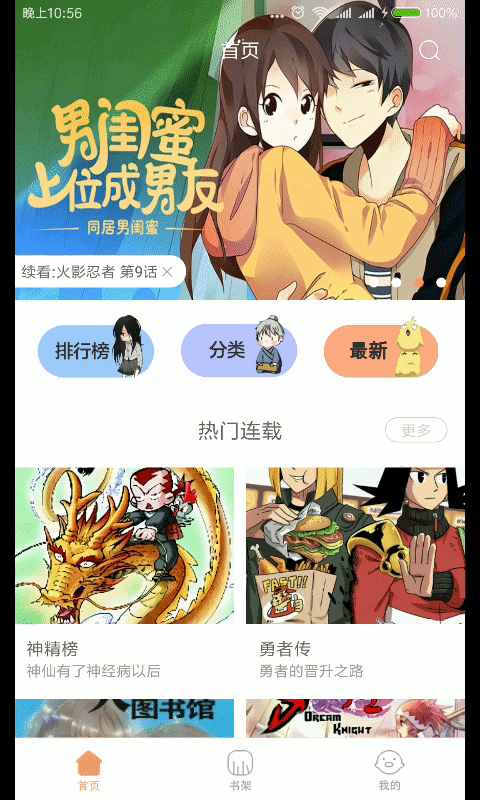 晚上10:56
100%
首页
男闺蜜
上位成男友
同居男闺蜜
续看:火影忍者 第9话
排行榜
分类
最新
热门连载
更多
FASTI!
神精榜
神仙有了神经病以后
勇者传
勇者的晋升之路
图书馆
DREAM
KNIGHT
首页
书架
我的